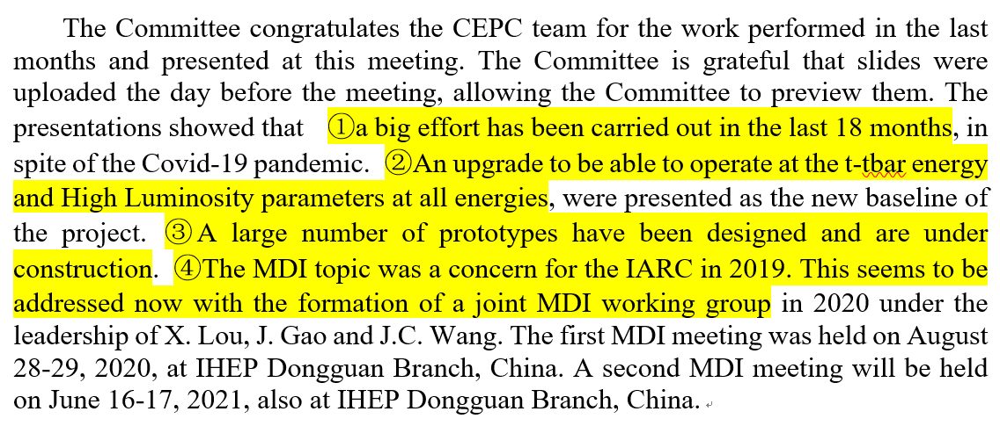 The Committee congratulates the CEPC team for the work performed in the last
months and presented at this meeting. The Committee is grateful that slides were
uploaded the day before the meeting, allowing the Committee to preview them. The
presentations showed that ①a big effort has been carried out in the last 18 months, in
spite of the Covid-19 pandemic. ②An upgrade to be able to operate at the t-tbar energy
and High Luminosity parameters at all energies, were presented as the new baseline of
the project. ③A large number of prototypes have been designed and are under
construction. ④The MDI topic was a concern for the IARC in 2019. This seems to be
addressed now with the formation of a joint MDI working group in 2020 under the
leadership of X. Lou, J. Gao and J.C. Wang. The first MDI meeting was held on August
28-29, 2020, at IHEP Dongguan Branch, China. A second MDI meeting will be held
on June 16-17, 2021, also at IHEP Dongguan Branch, China.